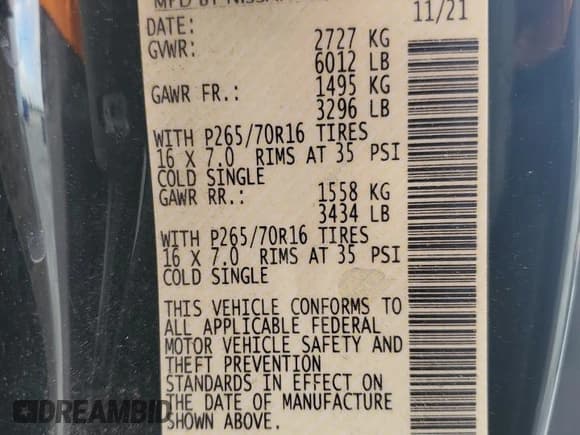 MFD BY NISSAN
DATE: 11/21
GVWR: 2727 KG
6012 LB
GAWR FR.: 1495 KG
3296 LB
WITH P265/70R16 TIRES
16 X 7.0 RIMS AT 35 PSI
COLD SINGLE
GAWR RR.: 1558 KG
3434 LB
WITH P265/70R16 TIRES
16 X 7.0 RIMS AT 35 PSI
COLD SINGLE
THIS VEHICLE CONFORMS TO
ALL APPLICABLE FEDERAL
MOTOR VEHICLE SAFETY AND
THEFT PREVENTION
STANDARDS IN EFFECT ON
THE DATE OF MANUFACTURE
SHOWN ABOVE.
DREAMBID